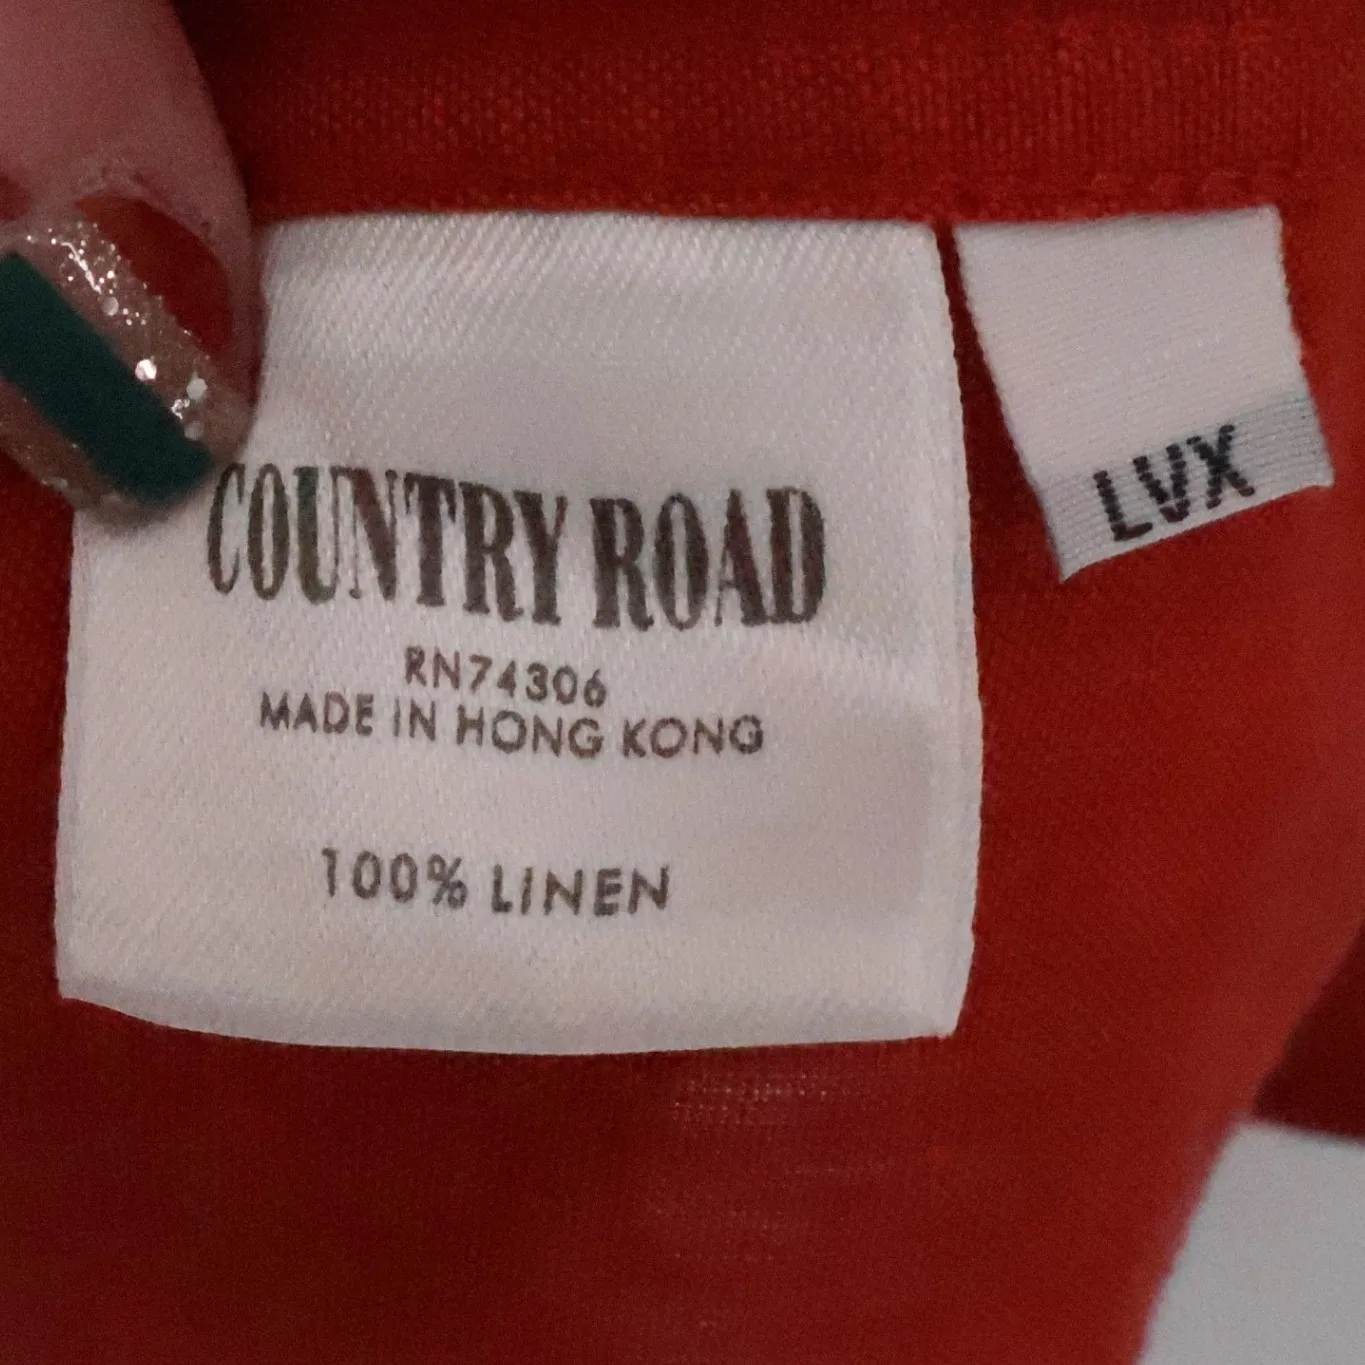 COUNTRY ROAD
RN74306
MADE IN HONG KONG
100% LINEN
LVX